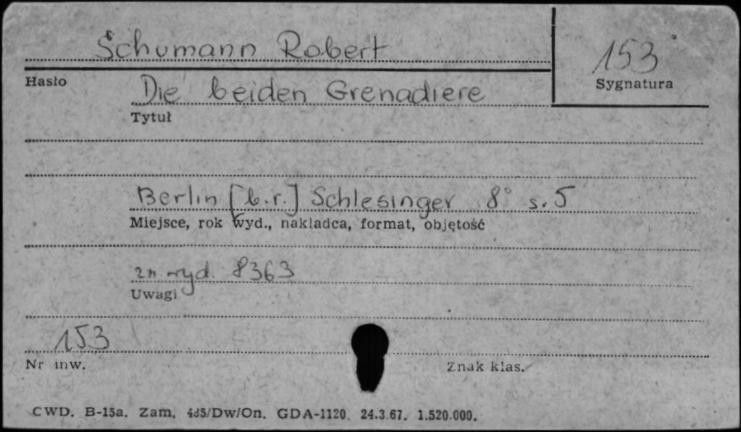 Schumann Robert
153
Hasło
Sygnatura
Die beiden Grenadiere
Tytuł
Berlin [b.r.] Schlesinger 8° s. 5
Miejsce, rok wyd., nakładca, format, objętość
zn wyd. 8363
Uwagi
153
Nr inw.
Znak klas.
CWD. B-15a. Zam. 485/Dw/On. GDA-1120. 24.3.67. 1.520.000.